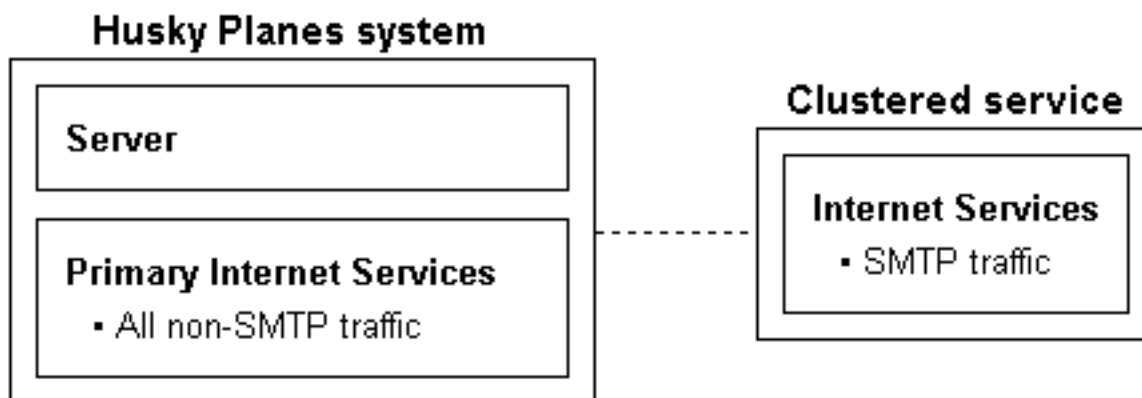 Husky Planes system
Server
Primary Internet Services
▪ All non-SMTP traffic
Clustered service
Internet Services
▪ SMTP traffic